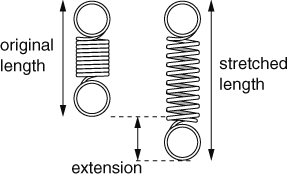 original
length
stretched
length
extension